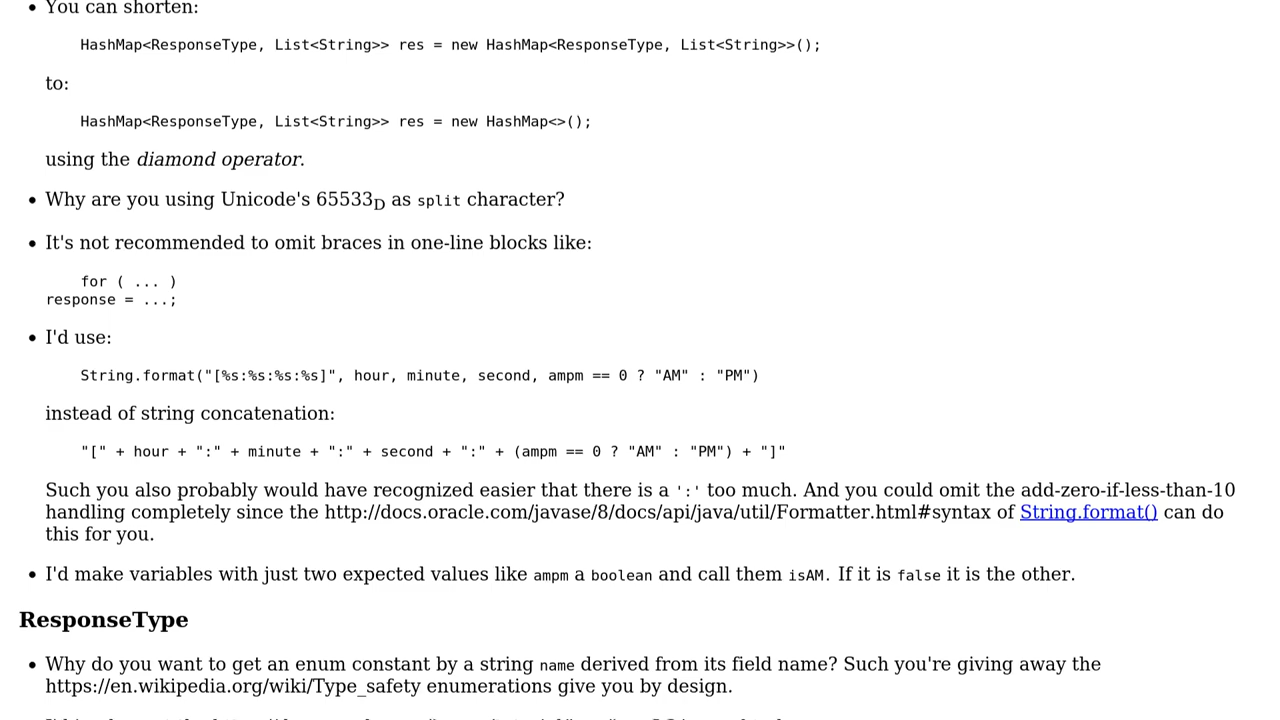 • You can shorten:
HashMap<ResponseType, List<String>> res = new HashMap<ResponseType, List<String>>();
to:
HashMap<ResponseType, List<String>> res = new HashMap<>();
using the diamond operator.
• Why are you using Unicode's 65533D as split character?
• It's not recommended to omit braces in one-line blocks like:
for ( ... )
response = ...;
• I'd use:
String.format("[%s:%s:%s:%s]", hour, minute, second, ampm == 0 ? "AM" : "PM")
instead of string concatenation:
"[" + hour + ":" + minute + ":" + second + ":" + (ampm == 0 ? "AM" : "PM") + "]"
Such you also probably would have recognized easier that there is a ':' too much. And you could omit the add-zero-if-less-than-10
handling completely since the http://docs.oracle.com/javase/8/docs/api/java/util/Formatter.html#syntax of String.format() can do
this for you.
• I'd make variables with just two expected values like ampm a boolean and call them isAM. If it is false it is the other.
ResponseType
• Why do you want to get an enum constant by a string name derived from its field name? Such you're giving away the
https://en.wikipedia.org/wiki/Type_safety enumerations give you by design.